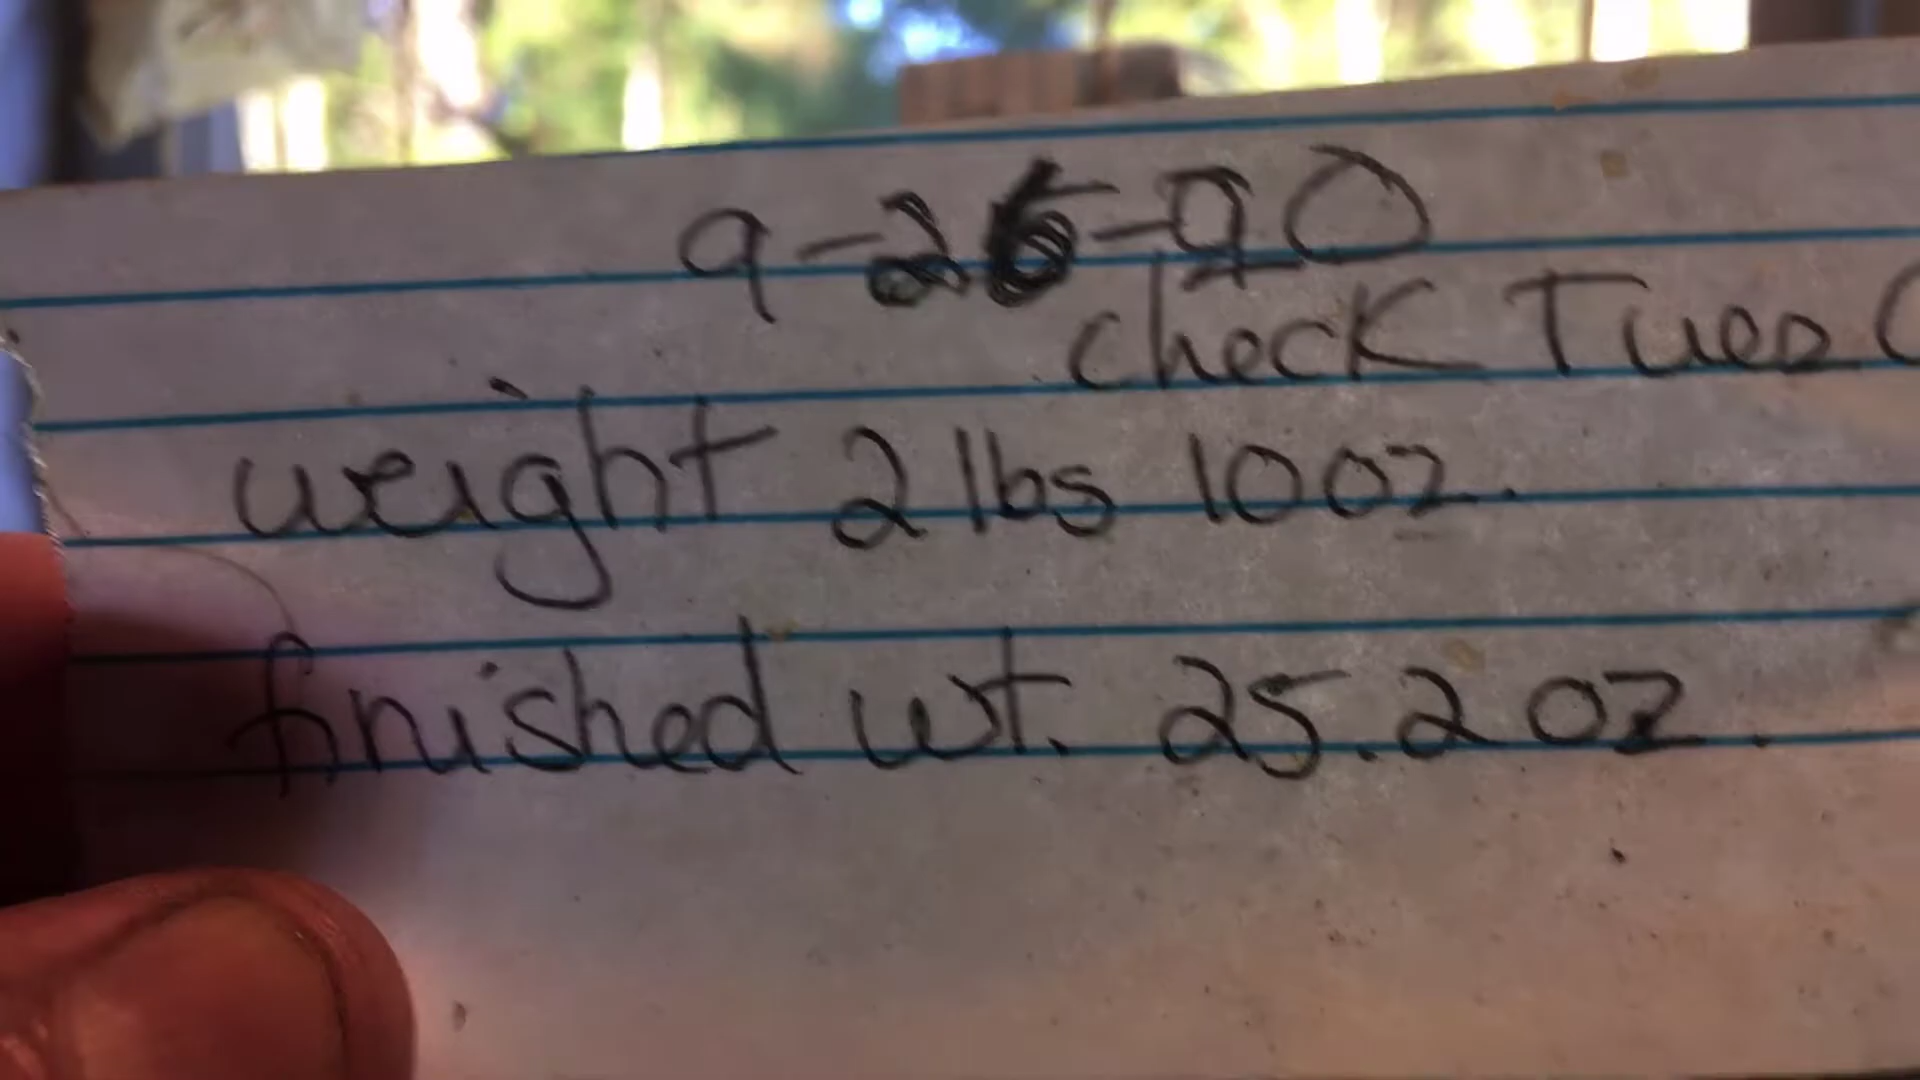 9-26-20
check Tues
weight 2 lbs 10 oz.
finished wt. 25.2 oz.